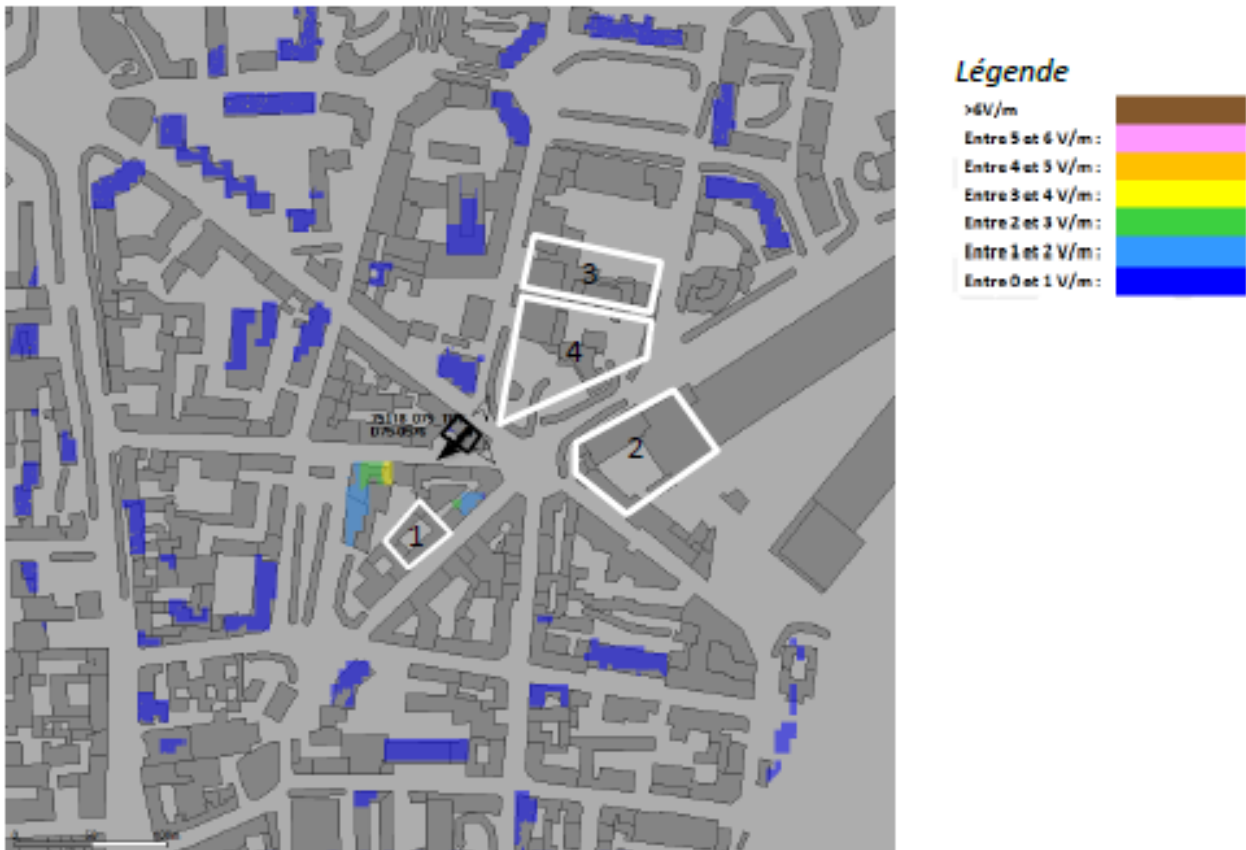 Légende
>6V/m
Entre 5 et 6 V/m :
Entre 4 et 5 V/m :
Entre 3 et 4 V/m :
Entre 2 et 3 V/m :
Entre 1 et 2 V/m :
Entre 0 et 1 V/m :
3
4
2
1